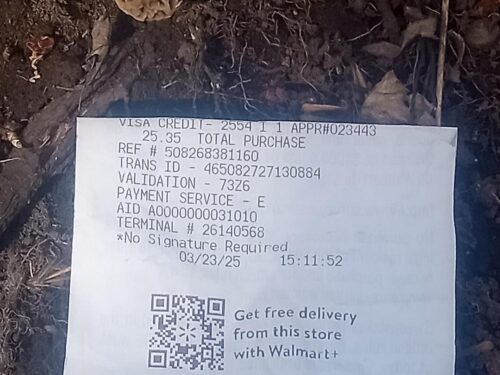 VISA CREDIT- 2554 I 1 APPR#023443
25.35 TOTAL PURCHASE
REF # 508268381160
TRANS ID - 465082727130884
VALIDATION - 73Z6
PAYMENT SERVICE - E
AID A0000000031010
TERMINAL # 26140568
*No Signature Required
03/23/25 15:11:52
Get free delivery
from this store
with Walmart+